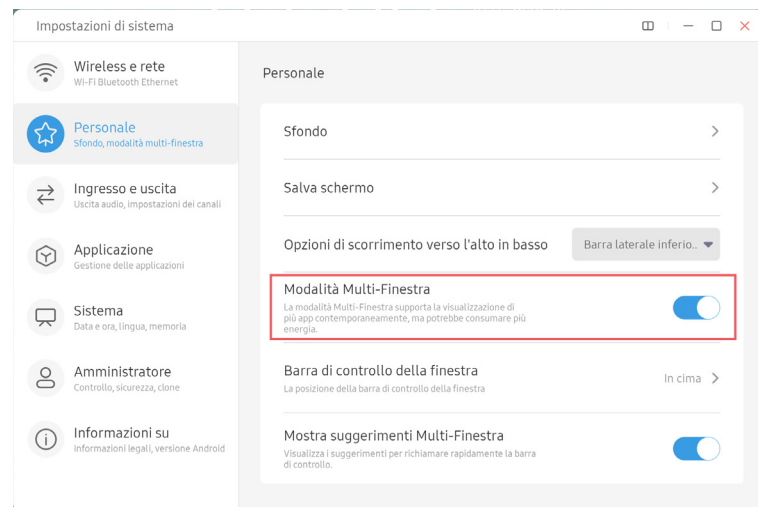 Impostazioni di sistema
Wireless e rete
Wi-Fi Bluetooth Ethernet
Personale
Sfondo, modalità multi-finestra
Ingresso e uscita
Uscita audio, impostazioni dei canali
Applicazione
Gestione delle applicazioni
Sistema
Data e ora, lingua, memoria
Amministratore
Controllo, sicurezza, clone
Informazioni su
Informazioni legali, versione Android
Personale
Sfondo
Salva schermo
Opzioni di scorrimento verso l'alto in basso
Barra laterale inferio..
Modalità Multi-Finestra
La modalità Multi-Finestra supporta la visualizzazione di
più app contemporaneamente, ma potrebbe consumare più
energia.
Barra di controllo della finestra
La posizione della barra di controllo della finestra
In cima
Mostra suggerimenti Multi-Finestra
Visualizza i suggerimenti per richiamare rapidamente la barra
di controllo.